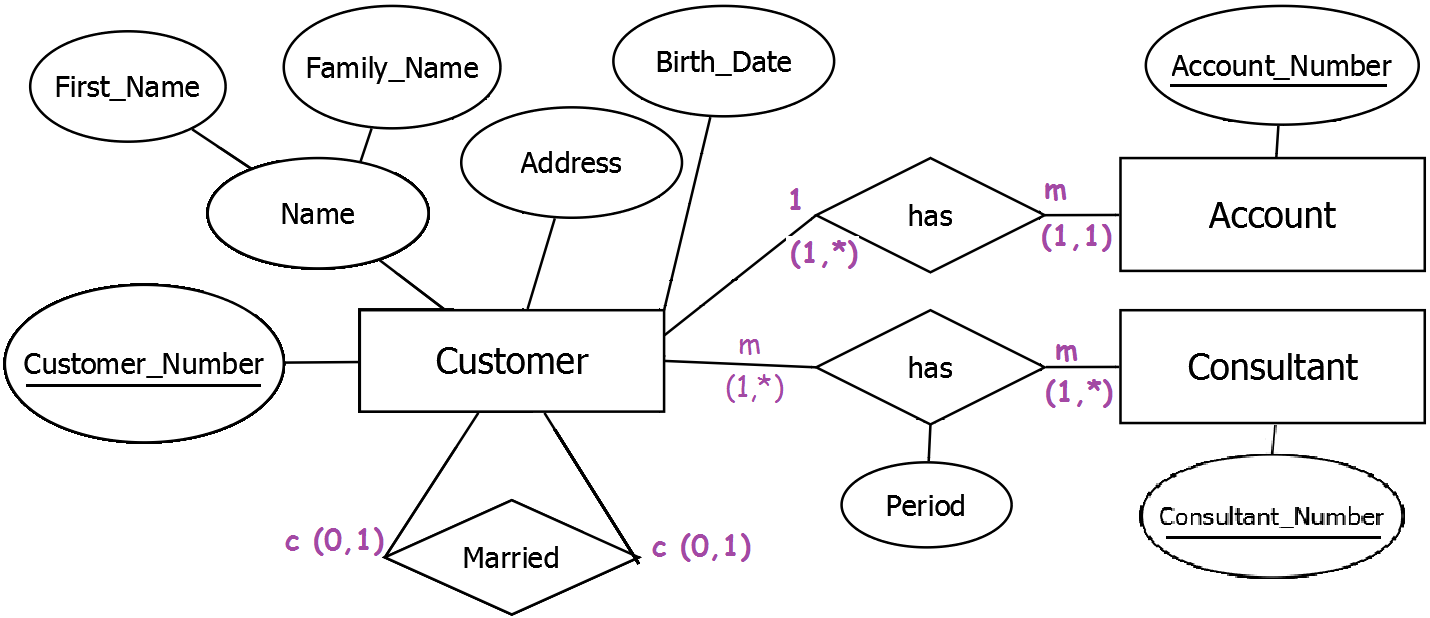 First_Name
Family_Name
Birth_Date
Account_Number
Address
Name
1
has
m
Account
(1,*)
(1,1)
Customer_Number
Customer
m
(1,*)
has
m
(1,*)
Consultant
Period
Consultant_Number
c (0,1)
Married
c (0,1)